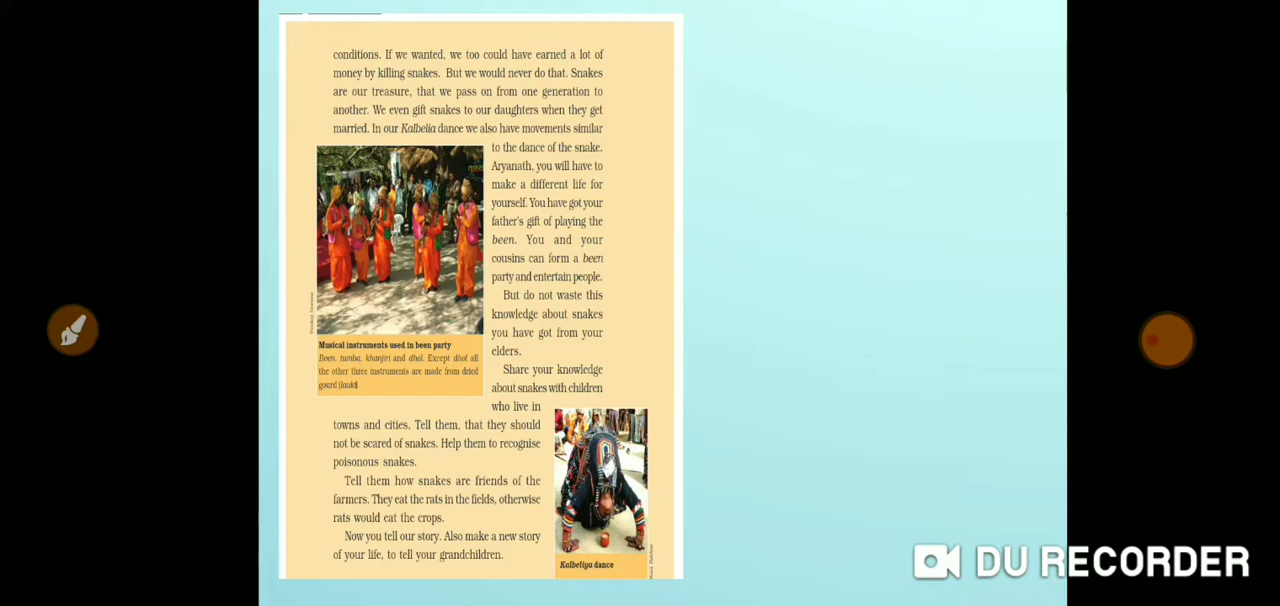 conditions. If we wanted, we too could have earned a lot of
money by killing snakes. But we would never do that. Snakes
are our treasure, that we pass on from one generation to
another. We even gift snakes to our daughters when they get
married. In our Kalbelia dance we also have movements similar
to the dance of the snake.
Aryanath, you will have to
make a different life for
yourself. You have got your
father's gift of playing the
been. You and your
cousins can form a been
party and entertain people.
But do not waste this
knowledge about snakes
you have got from your
elders.
Share your knowledge
about snakes with children
who live in
towns and cities. Tell them, that they should
not be scared of snakes. Help them to recognise
poisonous snakes.
Tell them how snakes are friends of the
farmers. They eat the rats in the fields, otherwise
rats would eat the crops.
Now you tell our story. Also make a new story
of your life, to tell your grandchildren.
Musical instruments used in been party
Been, tumba, khanjiri and dhol. Except dhol all
the other three instruments are made from dried
gourd (lauki)
Kalbeliya dance
DU RECORDER